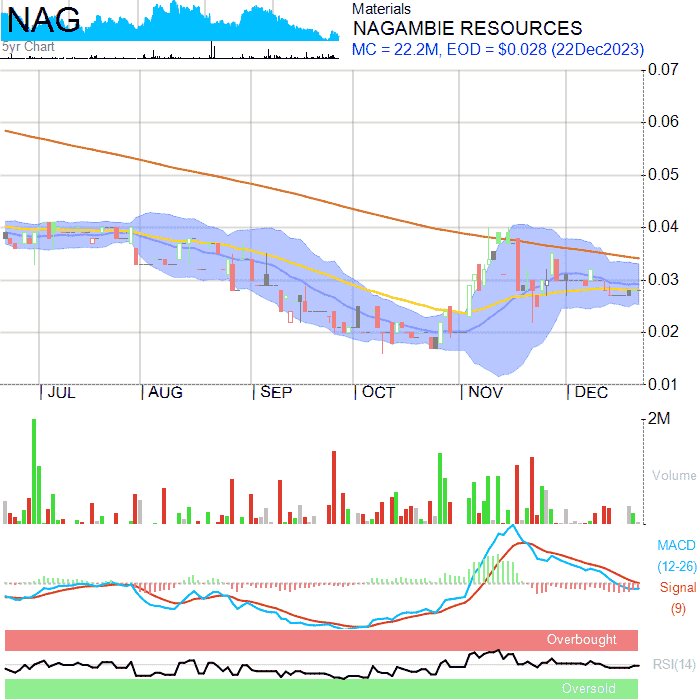 NAG
5yr Chart
Materials
NAGAMBIE RESOURCES
MC = 22.2M, EOD = $0.028 (22Dec2023)
0.07
0.06
0.05
0.04
0.03
0.02
0.01
JUL AUG SEP OCT NOV DEC
2M
Volume
MACD
(12-26)
Signal
(9)
Overbought
RSI(14)
Oversold